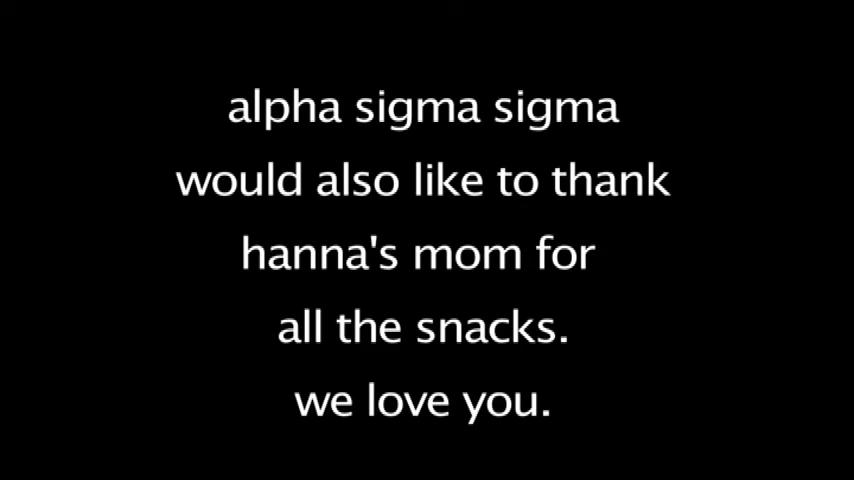 alpha sigma sigma
would also like to thank
hanna's mom for
all the snacks.
we love you.